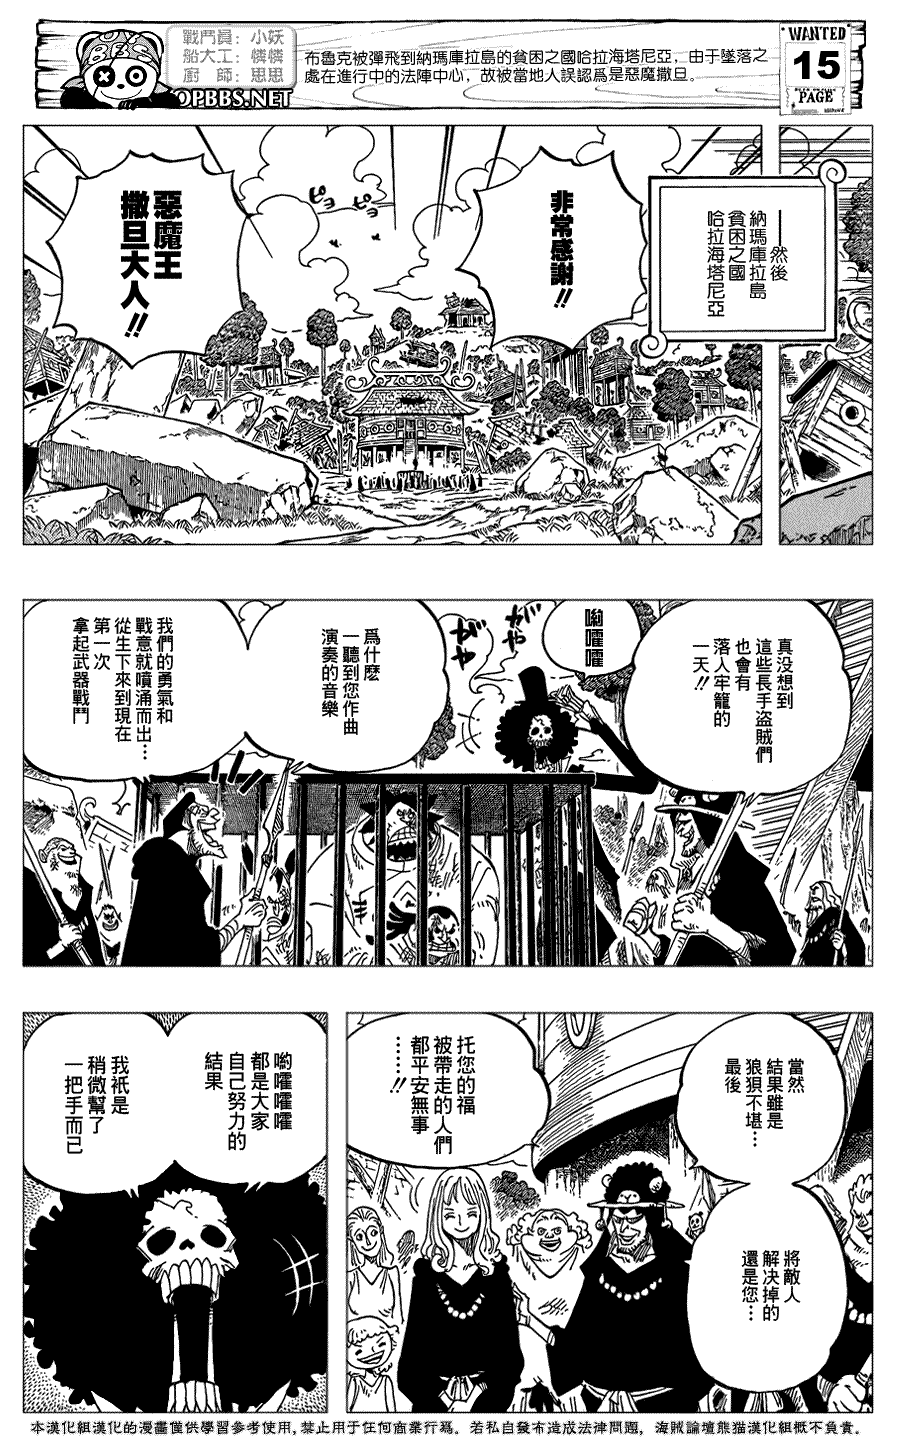 戰鬥員：小妖
船大工：憐憐
廚　師：思思
OPBBS.NET
布魯克被彈飛到納瑪庫拉島的貧困之國哈拉海塔尼亞，由于墜落之
處在進行中的法陣中心，故被當地人誤認爲是惡魔撒旦。
WANTED
15
PAGE
——然後
納瑪庫拉島
貧困之國
哈拉海塔尼亞
非常感謝!!
ピヨ
ピヨ
惡魔王
撒旦大人!!
真没想到
這些長手盜賊們
也會有
落入牢籠的
一天!!
喲嚯嚯
ガヤ
ガヤ
爲什麽
一聽到您作曲
演奏的音樂
我們的勇氣和
戰意就噴涌而出…
從生下來到現在
第一次
拿起武器戰鬥
當然
結果雖是
狼狽不堪…
最後
將敵人
解决掉的
還是您…
托您的福
被帶走的人們
都平安無事
……!!
喲嚯嚯嚯
都是大家
自己努力的
結果
我衹是
稍微幫了
一把手而已
本漢化組漢化的漫畫僅供學習參考使用，禁止用于任何商業行爲。若私自發布造成法律問題，海賊論壇熊猫漢化組概不負責。